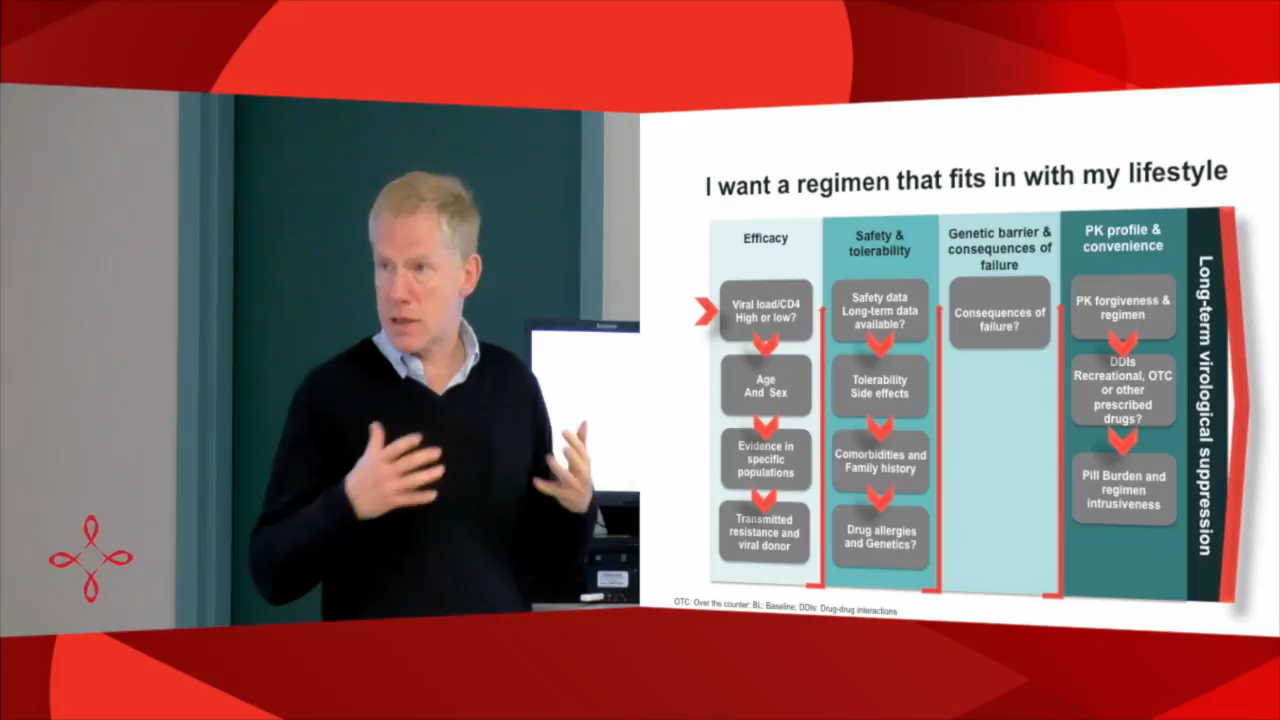 I want a regimen that fits in with my lifestyle
Efficacy
Viral load/CD4
High or low?
Age
And Sex
Evidence in
specific
populations
Transmitted
resistance and
viral donor
Safety &
tolerability
Safety data
Long-term data
available?
Tolerability
Side effects
Comorbidities and
Family history
Drug allergies
and Genetics?
Genetic barrier &
consequences of
failure
Consequences of
failure?
PK profile &
convenience
PK forgiveness &
regimen
DDIs
Recreational, OTC
or other
prescribed
drugs?
Pill Burden and
regimen
intrusiveness
Long-term virological suppression
OTC: Over the counter; BL: Baseline; DDIs: Drug-drug interactions